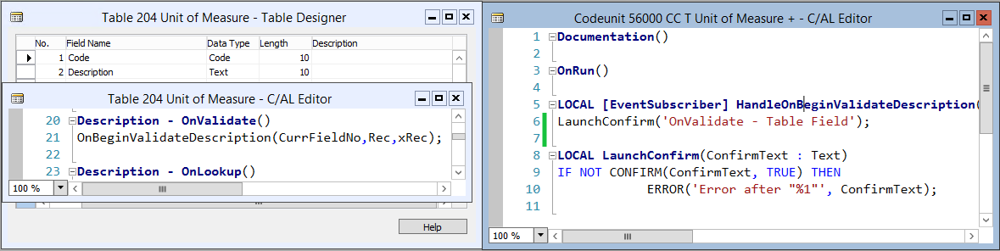 Table 204 Unit of Measure - Table Designer
No. Field Name Data Type Length Description
1 Code Code 10
2 Description Text 10
Table 204 Unit of Measure - C/AL Editor
20 Description - OnValidate()
21 OnBeginValidateDescription(CurrFieldNo,Rec,xRec);
22
23 Description - OnLookup()
100 %
Help
Codeunit 56000 CC T Unit of Measure + - C/AL Editor
1 Documentation()
2
3 OnRun()
4
5 LOCAL [EventSubscriber] HandleOnBeginValidateDescription(
6 LaunchConfirm('OnValidate - Table Field');
7
8 LOCAL LaunchConfirm(ConfirmText : Text)
9 IF NOT CONFIRM(ConfirmText, TRUE) THEN
10 ERROR('Error after "%1"', ConfirmText);
11
100 %